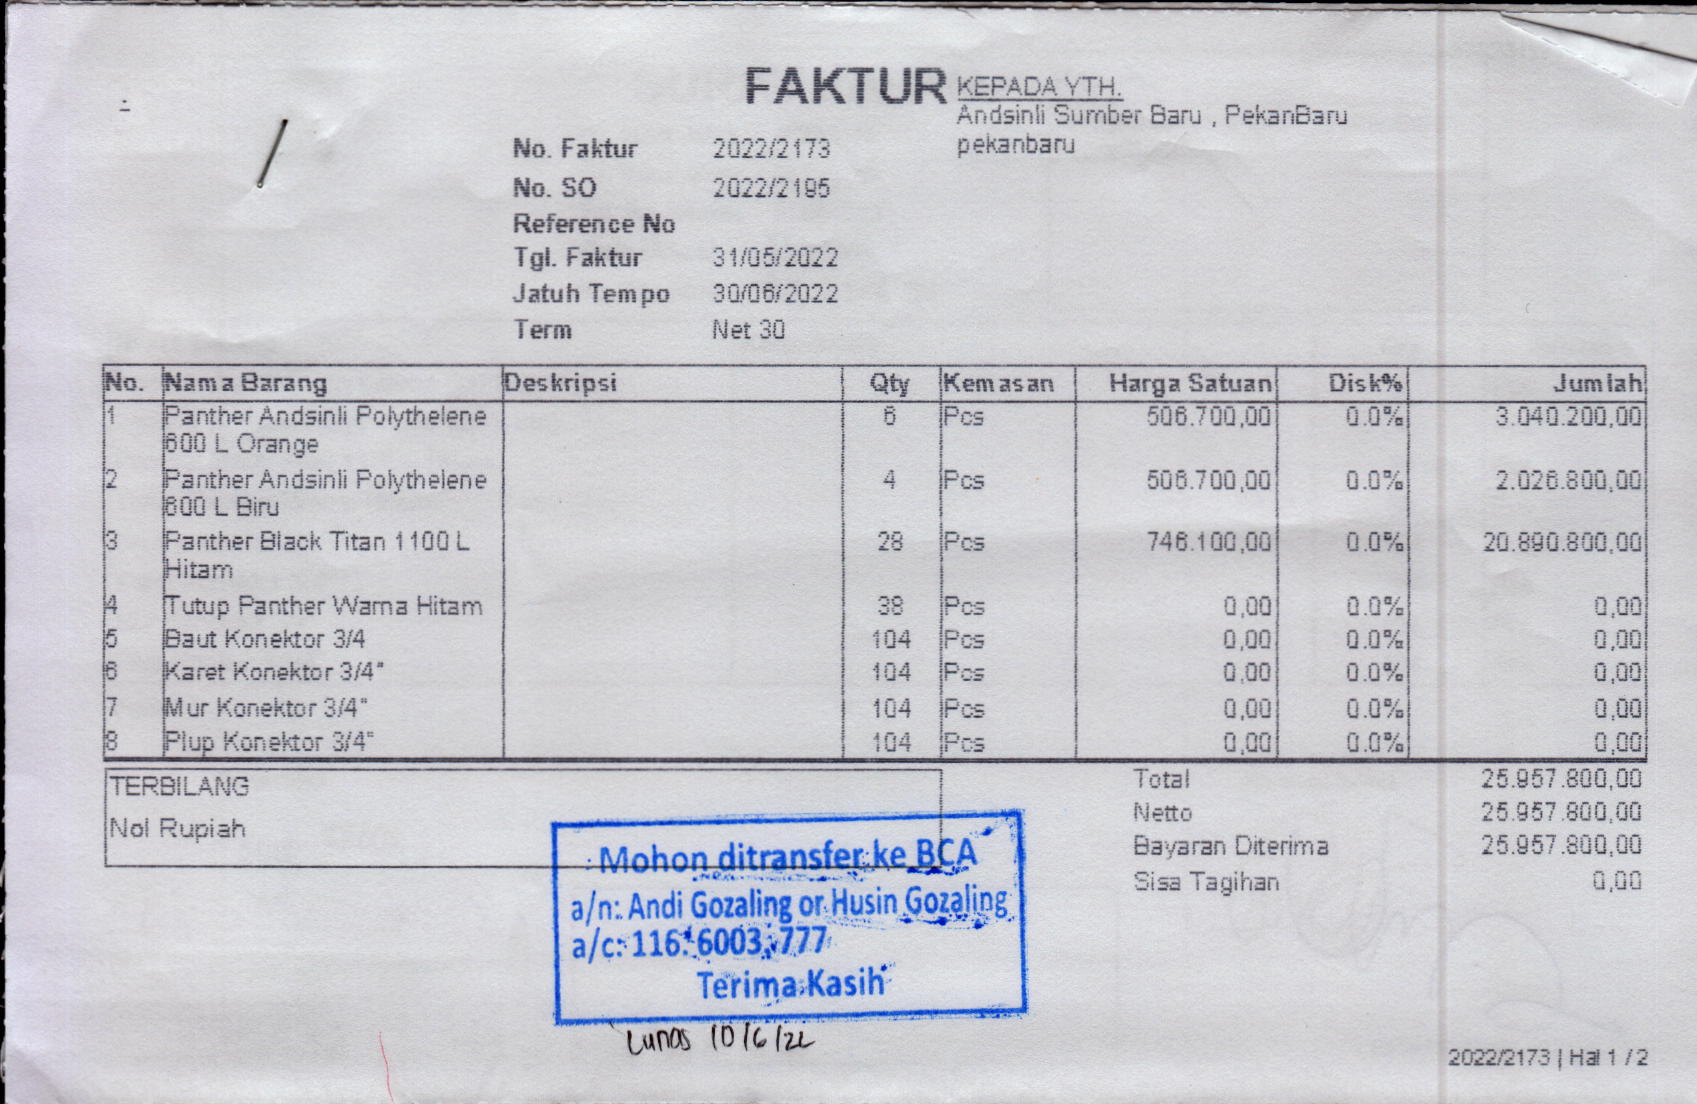 FAKTUR
KEPADA YTH.
Andsinli Sumber Baru , PekanBaru
pekanbaru
No. Faktur 2022/2173
No. SO 2022/2195
Reference No
Tgl. Faktur 31/05/2022
Jatuh Tempo 30/06/2022
Term Net 30
No. Nama Barang Deskripsi Qty Kemasan Harga Satuan Disk% Jumlah
1 Panther Andsinli Polythelene 6 Pcs 506.700,00 0.0% 3.040.200,00
600 L Orange
2 Panther Andsinli Polythelene 4 Pcs 506.700,00 0.0% 2.026.800,00
600 L Biru
3 Panther Black Titan 1100 L 28 Pcs 746.100,00 0.0% 20.890.800,00
Hitam
4 Tutup Panther Warna Hitam 38 Pcs 0,00 0.0% 0,00
5 Baut Konektor 3/4 104 Pcs 0,00 0.0% 0,00
6 Karet Konektor 3/4" 104 Pcs 0,00 0.0% 0,00
7 Mur Konektor 3/4" 104 Pcs 0,00 0.0% 0,00
8 Plup Konektor 3/4" 104 Pcs 0,00 0.0% 0,00
TERBILANG
Nol Rupiah
Total 25.957.800,00
Netto 25.957.800,00
Bayaran Diterima 25.957.800,00
Sisa Tagihan 0,00
Mohon ditransfer ke BCA
a/n: Andi Gozaling or Husin Gozaling
a/c: 116. 6003. 777
Terima Kasih
Lunas 10/6/22
2022/2173 | Hal 1 / 2